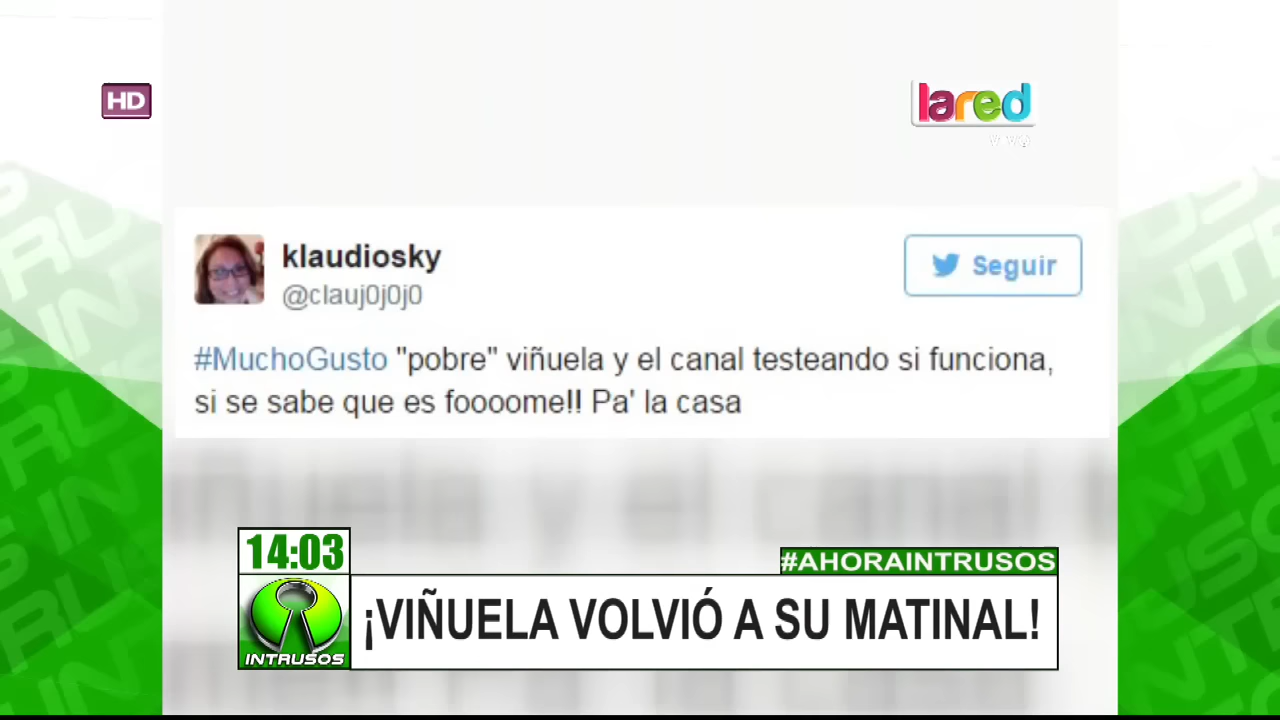 HD
lared
vivo
klaudiosky
@clauj0j0j0
Seguir
#MuchoGusto "pobre" viñuela y el canal testeando si funciona,
si se sabe que es foooome!! Pa' la casa
14:03
#AHORAINTRUSOS
¡VIÑUELA VOLVIÓ A SU MATINAL!
INTRUSOS